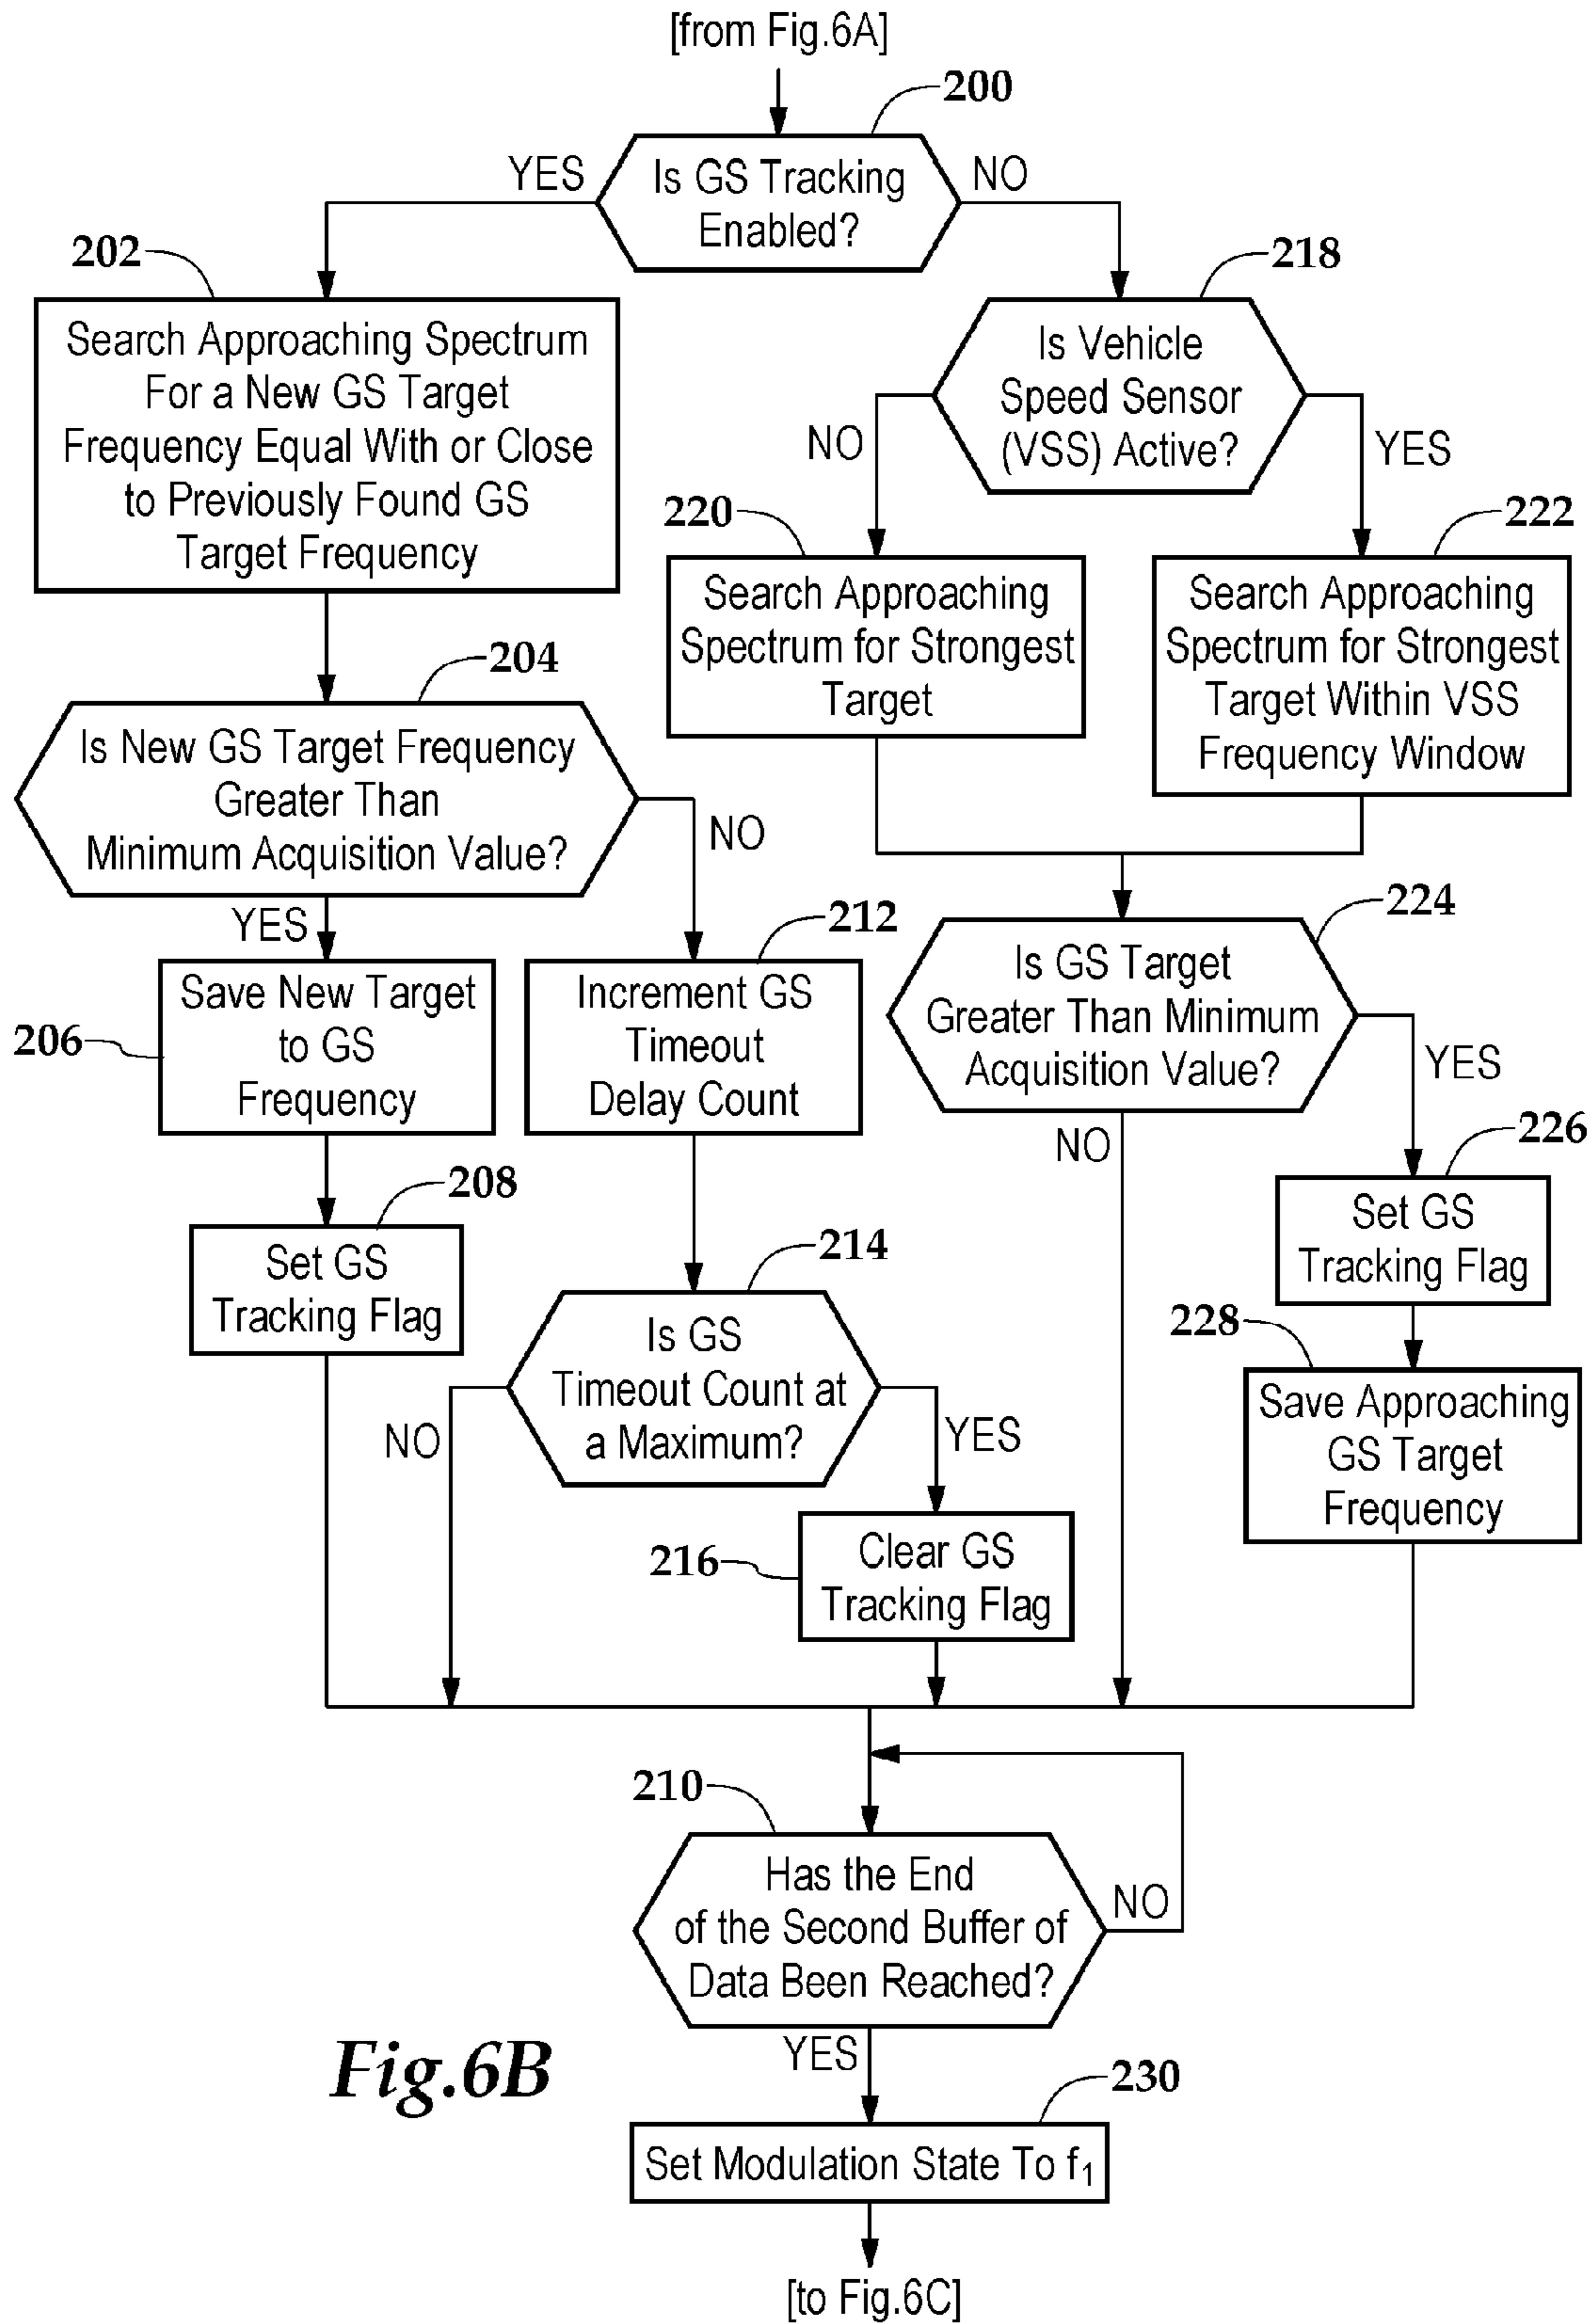 [from Fig.6A]
200
Is GS Tracking
Enabled?
YES
NO
202
Search Approaching Spectrum
For a New GS Target
Frequency Equal With or Close
to Previously Found GS
Target Frequency
218
Is Vehicle
Speed Sensor
(VSS) Active?
NO
YES
220
Search Approaching
Spectrum for Strongest
Target
222
Search Approaching
Spectrum for Strongest
Target Within VSS
Frequency Window
204
Is New GS Target Frequency
Greater Than
Minimum Acquisition Value?
NO
YES
206
Save New Target
to GS
Frequency
212
Increment GS
Timeout
Delay Count
224
Is GS Target
Greater Than Minimum
Acquisition Value?
YES
NO
208
Set GS
Tracking Flag
214
Is GS
Timeout Count at
a Maximum?
NO
YES
226
Set GS
Tracking Flag
228
Save Approaching
GS Target
Frequency
216
Clear GS
Tracking Flag
210
Has the End
of the Second Buffer of
Data Been Reached?
NO
YES
Fig.6B
230
Set Modulation State To f₁
[to Fig.6C]